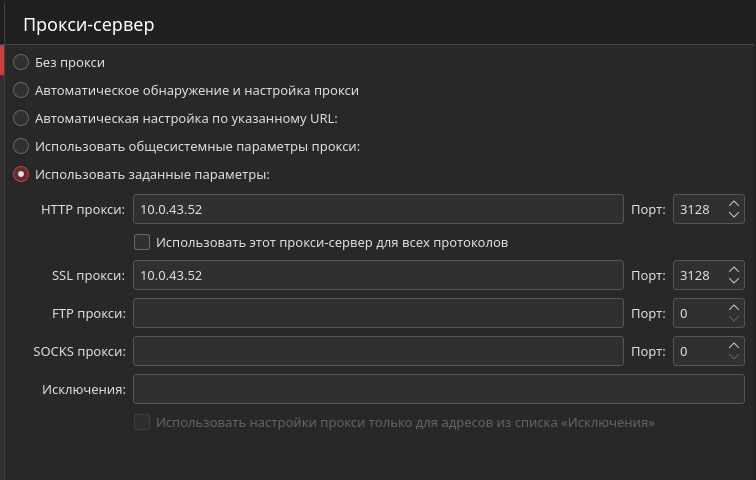 Прокси-сервер
Без прокси
Автоматическое обнаружение и настройка прокси
Автоматическая настройка по указанному URL:
Использовать общесистемные параметры прокси:
Использовать заданные параметры:
HTTP прокси: 10.0.43.52 Порт: 3128
Использовать этот прокси-сервер для всех протоколов
SSL прокси: 10.0.43.52 Порт: 3128
FTP прокси: Порт: 0
SOCKS прокси: Порт: 0
Исключения:
Использовать настройки прокси только для адресов из списка «Исключения»